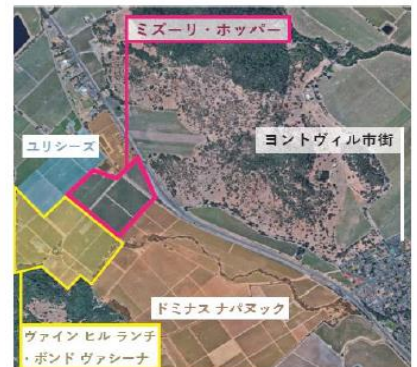 ミズーリ・ホッパー
ヨントヴィル市街
ユリシーズ
ドミナス ナパヌック
ヴァイン ヒル ランチ
・ボンド ヴァシーナ